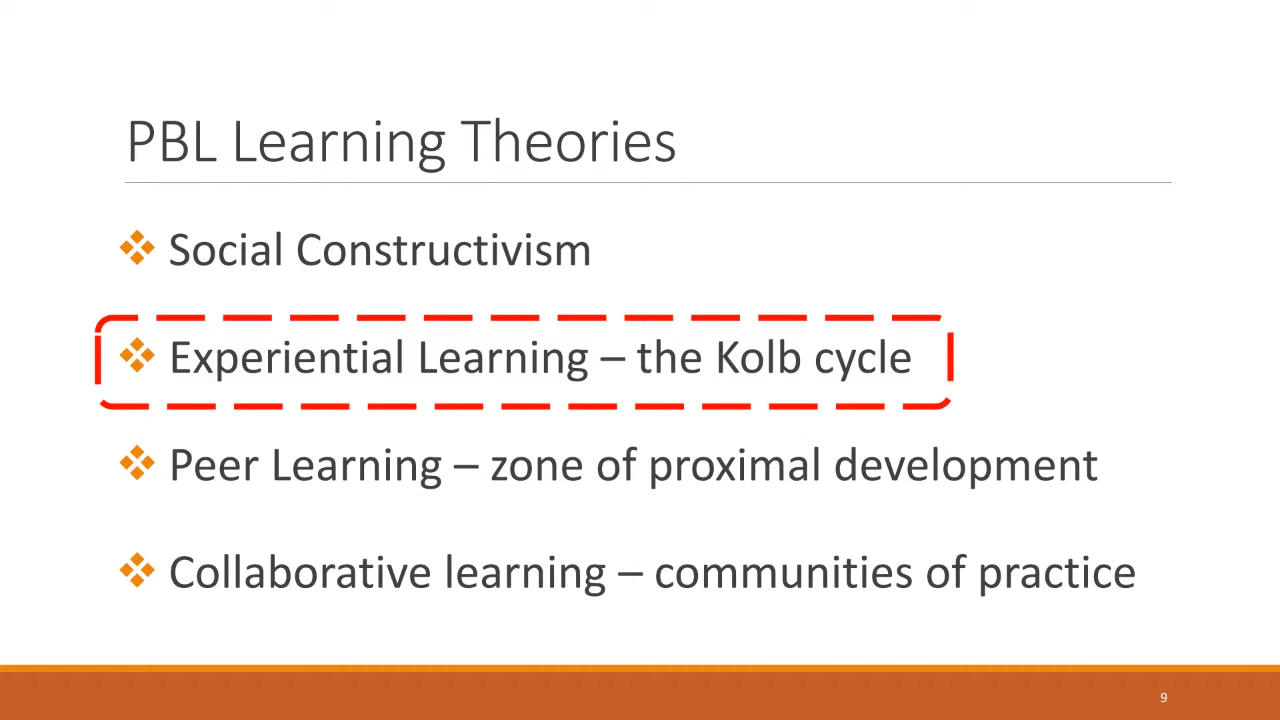 PBL Learning Theories
Social Constructivism
Experiential Learning – the Kolb cycle
Peer Learning – zone of proximal development
Collaborative learning – communities of practice
9